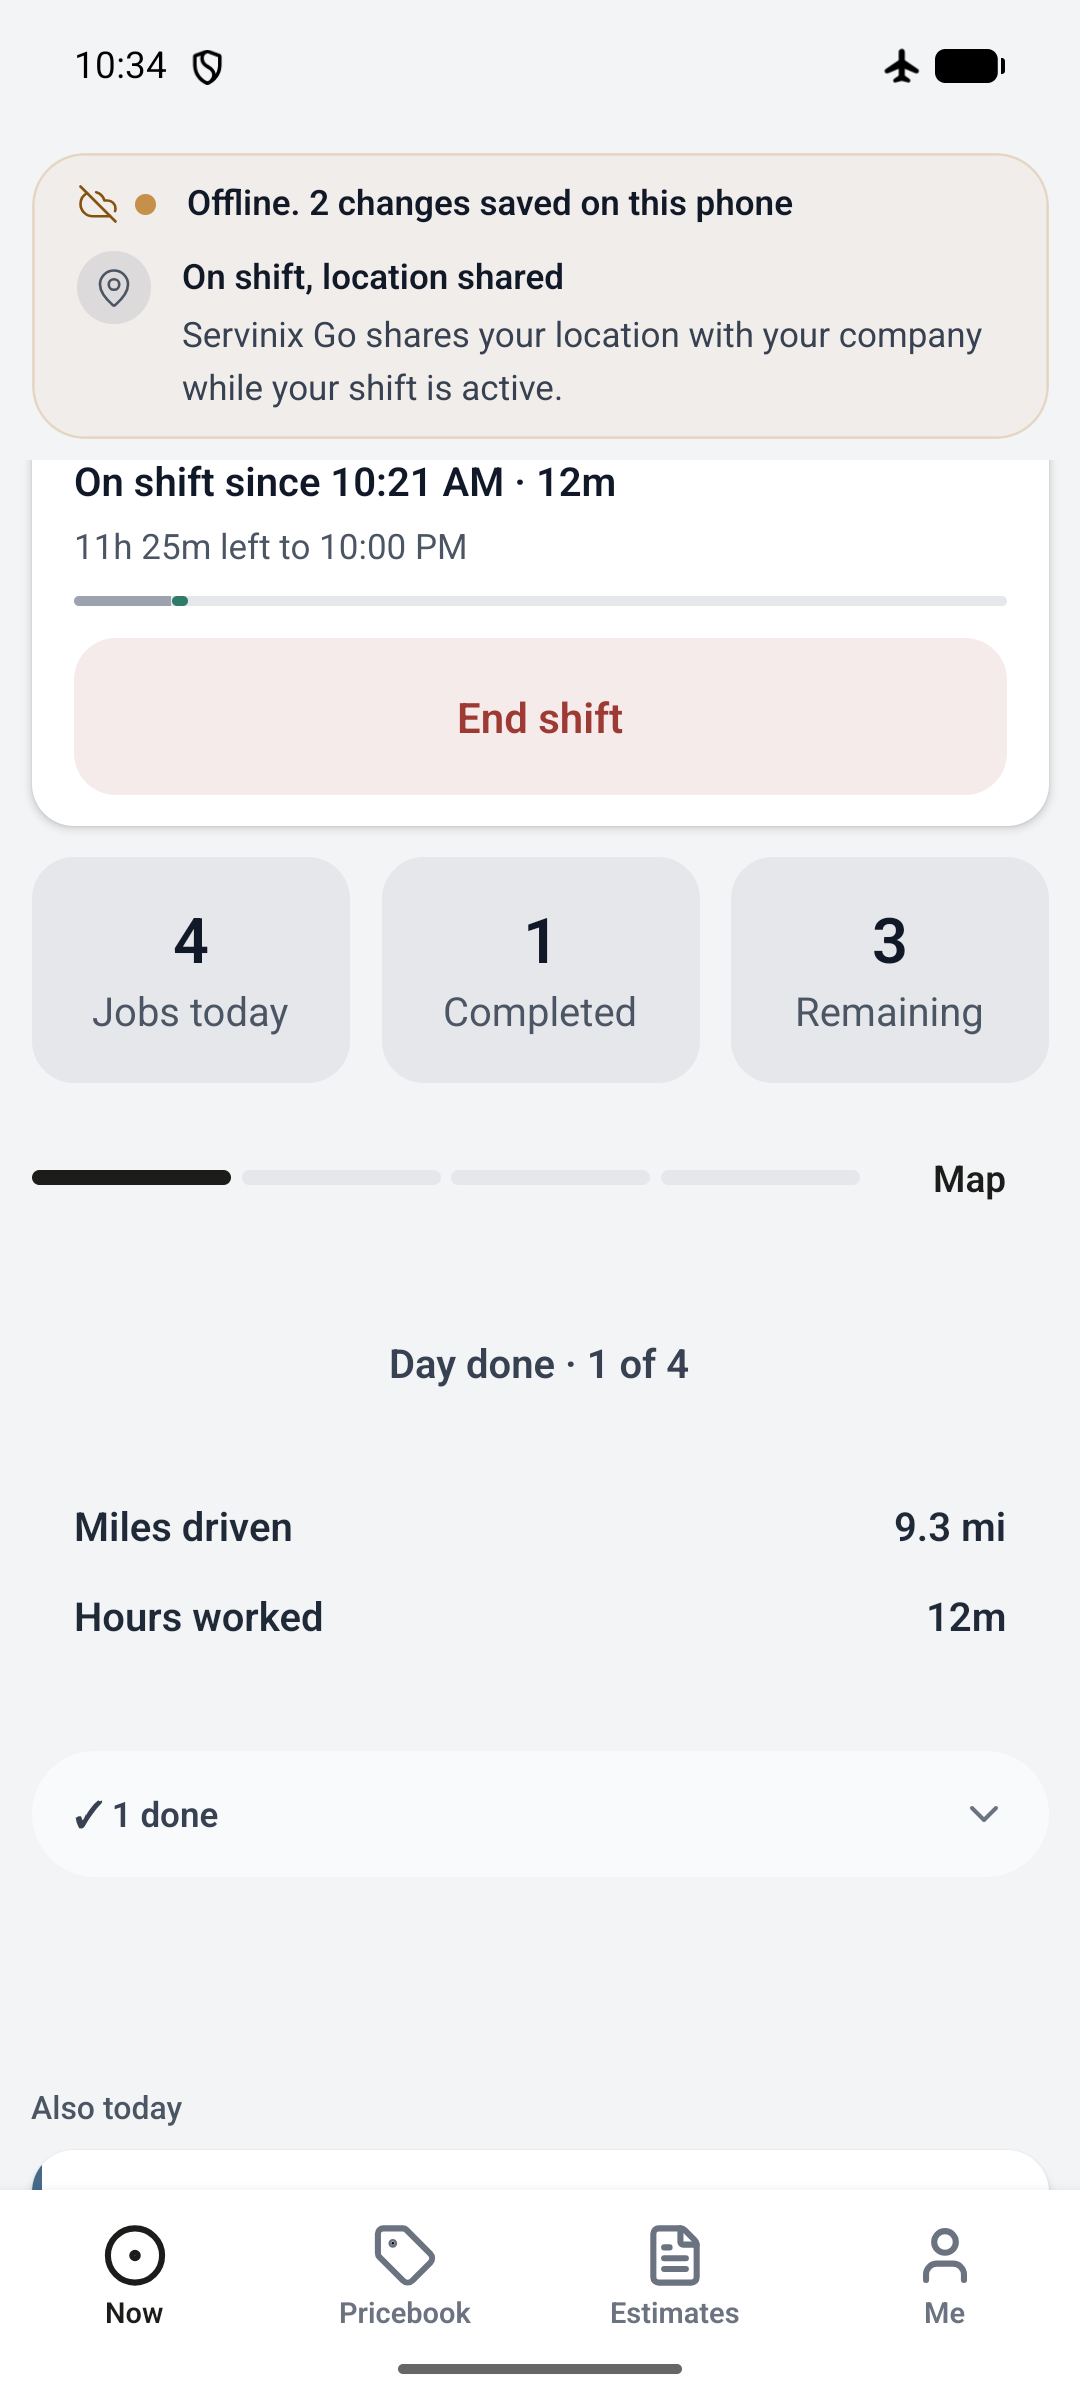 10:34
Offline. 2 changes saved on this phone
On shift, location shared
Servinix Go shares your location with your company
while your shift is active.
On shift since 10:21 AM · 12m
11h 25m left to 10:00 PM
End shift
4
Jobs today
1
Completed
3
Remaining
Map
Day done · 1 of 4
Miles driven 9.3 mi
Hours worked 12m
✓ 1 done
Also today
Now
Pricebook
Estimates
Me